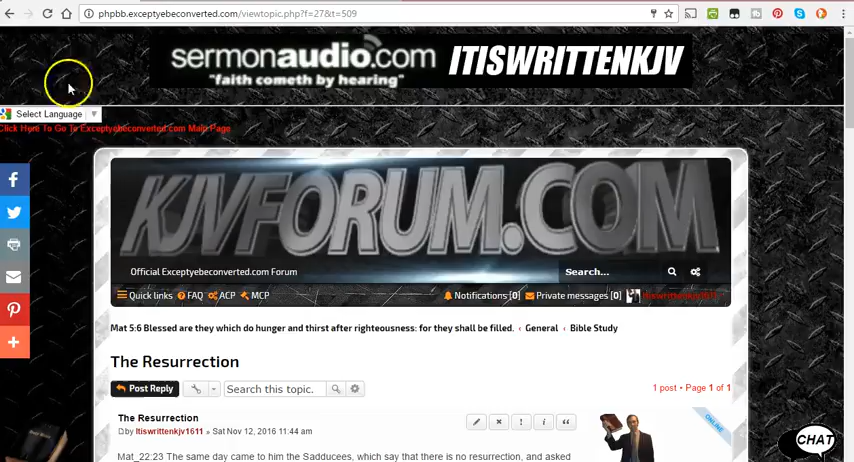 phpbb.exceptyebeconverted.com/viewtopic.php?f=27&t=509
sermonaudio.com
"faith cometh by hearing"
ITISWRITTENKJV
Select Language
Click Here To Go To Exceptyabeconverted.com Main Page
KJVFORUM.COM
Official Exceptyebeconverted.com Forum
Search...
Quick links FAQ ACP MCP
Notifications [0] Private messages [0] Itiswrittenkjv1611
Mat 5:6 Blessed are they which do hunger and thirst after righteousness: for they shall be filled. ‹ General ‹ Bible Study
The Resurrection
Post Reply
Search this topic.
1 post • Page 1 of 1
The Resurrection
by Itiswrittenkjv1611 » Sat Nov 12, 2016 11:44 am
ONLINE
Mat_22:23 The same day came to him the Sadducees, which say that there is no resurrection, and asked
CHAT